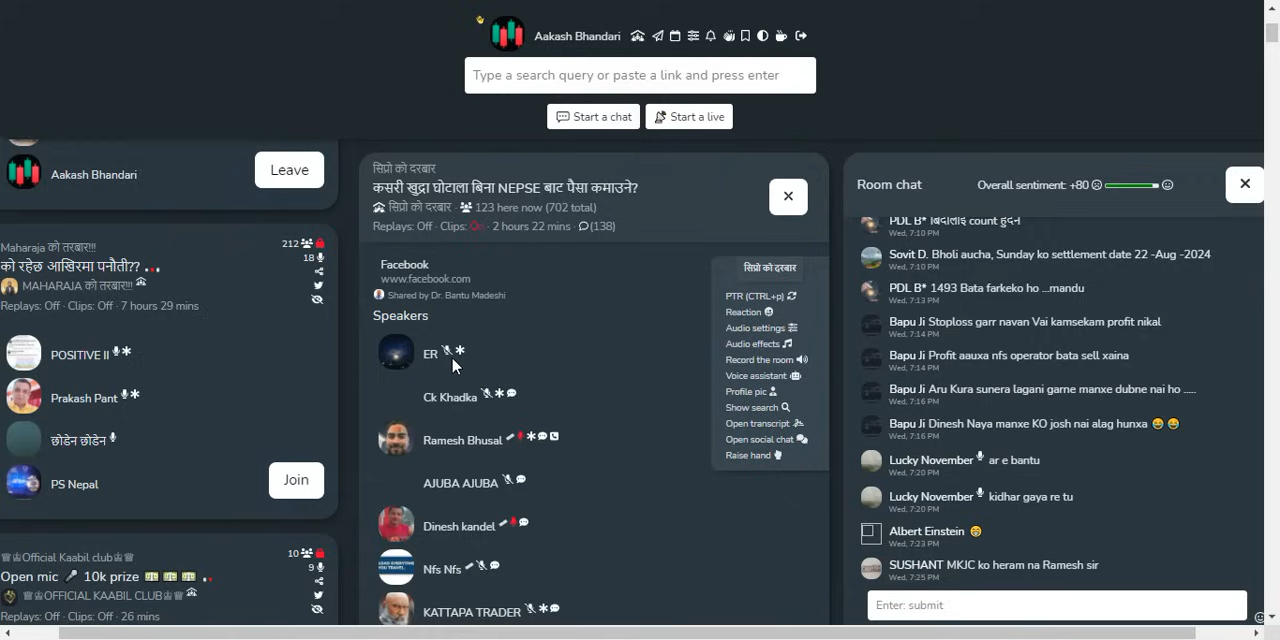 Aakash Bhandari
Type a search query or paste a link and press enter
Start a chat
Start a live
Aakash Bhandari
Leave
Maharaja को तरबार!!!
212
को रहेछ आखिरमा पनौती??
18
MAHARAJA को तरबार!!!
Replays: Off · Clips: Off · 7 hours 29 mins
POSITIVE II
Prakash Pant
छोडेन छोडेन
PS Nepal
Join
♕♔Official Kaabil club♔♕
10
Open mic 🎤 10k prize 💵 💵 💵
9
♕♔OFFICIAL KAABIL CLUB♔♕
Replays: Off · Clips: Off · 26 mins
सिप्रो को दरबार
कसरी खुद्रा घोटाला बिना NEPSE बाट पैसा कमाउने?
सिप्रो को दरबार · 123 here now (702 total)
Replays: Off · Clips: On · 2 hours 22 mins · (138)
Facebook
www.facebook.com
Shared by Dr. Bantu Madeshi
Speakers
ER
Ck Khadka
Ramesh Bhusal
AJUBA AJUBA
Dinesh kandel
Nfs Nfs
KATTAPA TRADER
सिप्रो को दरबार
PTR (CTRL+p)
Reaction
Audio settings
Audio effects
Record the room
Voice assistant
Profile pic
Show search
Open transcript
Open social chat
Raise hand
Room chat
Overall sentiment: +80
PDL B* बिदालाई count हुदैन
Wed, 7:10 PM
Sovit D. Bholi aucha, Sunday ko settlement date 22 -Aug -2024
Wed, 7:10 PM
PDL B* 1493 Bata farkeko ho ...mandu
Wed, 7:13 PM
Bapu Ji Stoploss garr navan Vai kamsekam profit nikal
Wed, 7:14 PM
Bapu Ji Profit aauxa nfs operator bata sell xaina
Wed, 7:14 PM
Bapu Ji Aru Kura sunera lagani garne manxe dubne nai ho .....
Wed, 7:16 PM
Bapu Ji Dinesh Naya manxe KO josh nai alag hunxa 😂 😂
Wed, 7:16 PM
Lucky November ar e bantu
Wed, 7:20 PM
Lucky November kidhar gaye re tu
Wed, 7:20 PM
Albert Einstein 😁
Wed, 7:23 PM
SUSHANT MKJC ko heram na Ramesh sir
Wed, 7:25 PM
Enter: submit